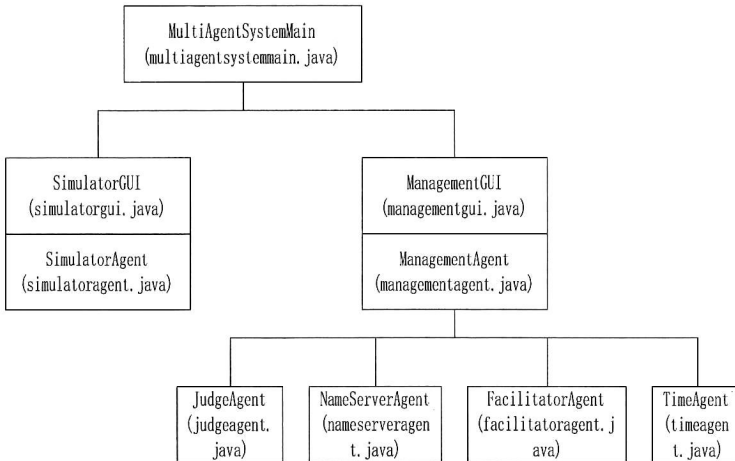 MultiAgentSystemMain
(multiagentsystemmain. java)
SimulatorGUI
(simulatorgui. java)
ManagementGUI
(managementgui. java)
SimulatorAgent
(simulatoragent. java)
ManagementAgent
(managementagent. java)
JudgeAgent
(judgeagent.
java)
NameServerAgent
(nameserveragen
t. java)
FacilitatorAgent
(facilitatoragent. j
ava)
TimeAgent
(timeagen
t. java)